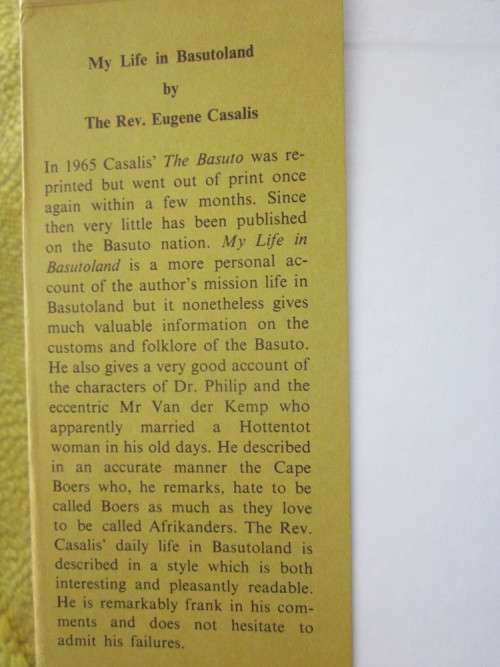 My Life in Basutoland
by
The Rev. Eugene Casalis
In 1965 Casalis' The Basuto was re-
printed but went out of print once
again within a few months. Since
then very little has been published
on the Basuto nation. My Life in
Basutoland is a more personal ac-
count of the author's mission life in
Basutoland but it nonetheless gives
much valuable information on the
customs and folklore of the Basuto.
He also gives a very good account of
the characters of Dr. Philip and the
eccentric Mr Van der Kemp who
apparently married a Hottentot
woman in his old days. He described
in an accurate manner the Cape
Boers who, he remarks, hate to be
called Boers as much as they love
to be called Afrikanders. The Rev.
Casalis' daily life in Basutoland is
described in a style which is both
interesting and pleasantly readable.
He is remarkably frank in his com-
ments and does not hesitate to
admit his failures.